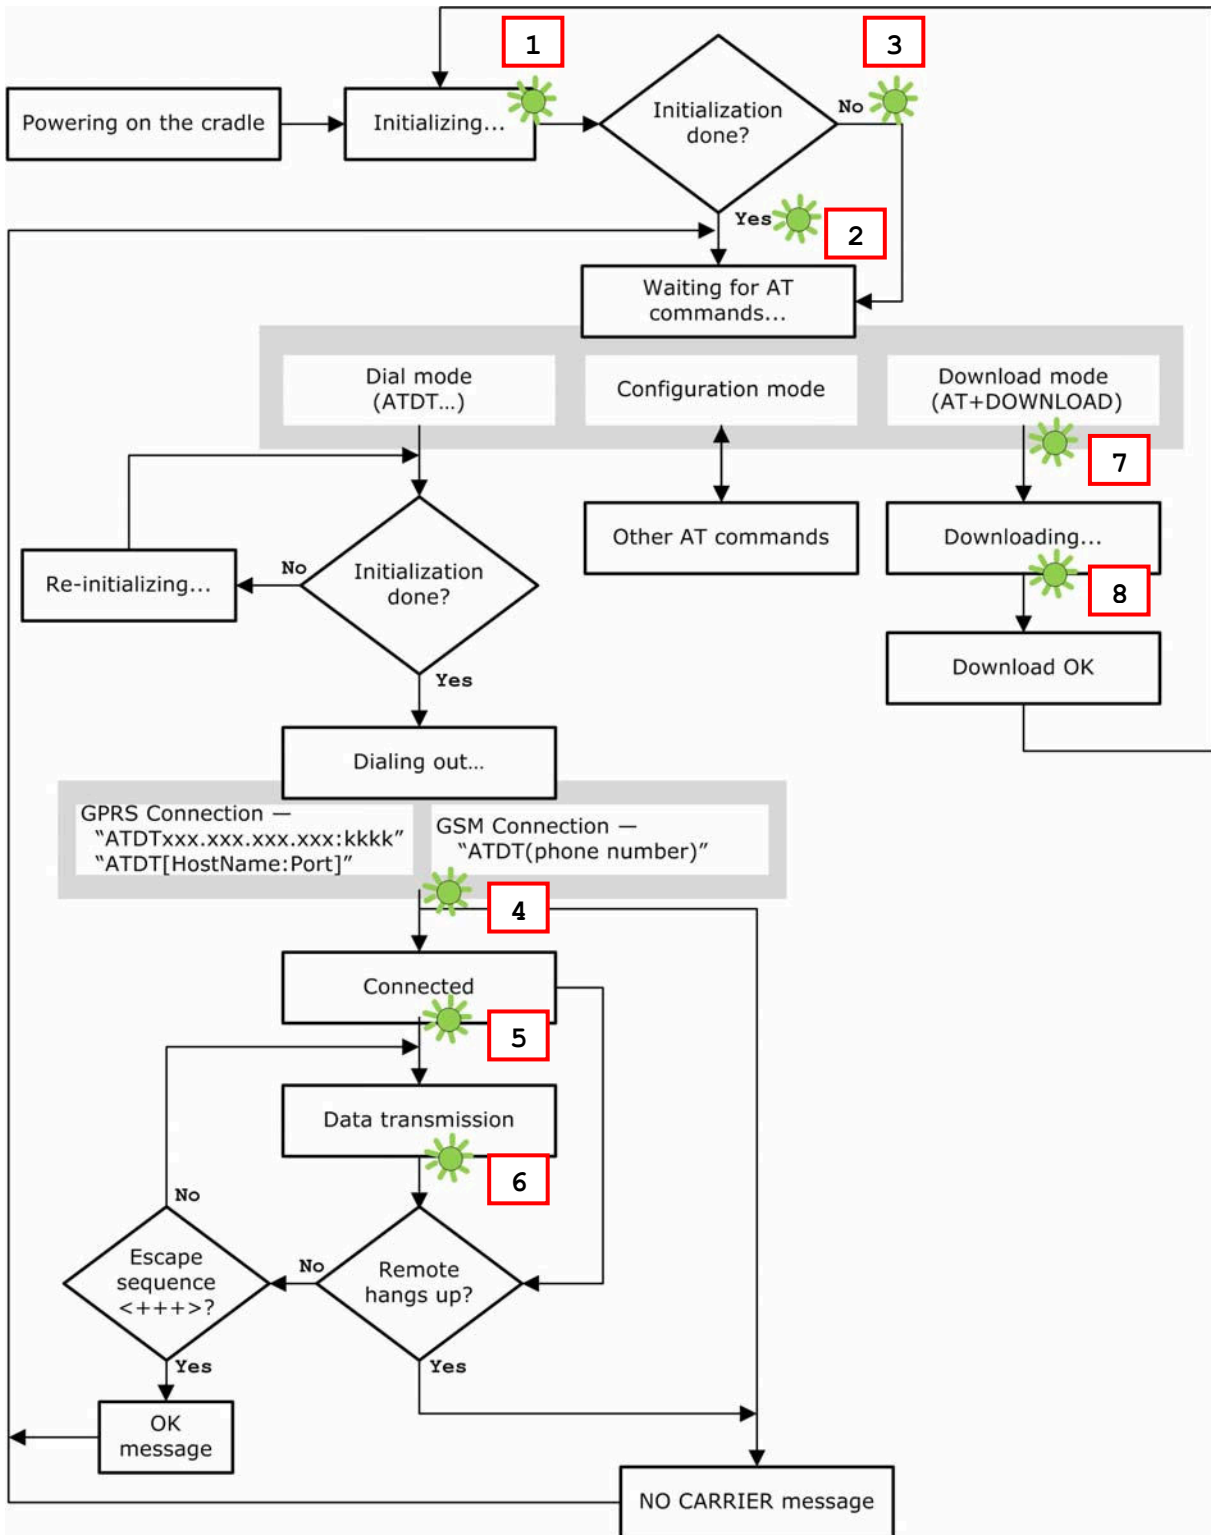 1
3
Powering on the cradle
Initializing...
Initialization
done?
No
Yes
2
Waiting for AT
commands...
Dial mode
(ATDT...)
Configuration mode
Download mode
(AT+DOWNLOAD)
7
Other AT commands
Downloading...
Re-initializing...
No
Initialization
done?
8
Yes
Download OK
Dialing out…
GPRS Connection —
“ATDTxxx.xxx.xxx.xxx:kkkk”
“ATDT[HostName:Port]”
GSM Connection —
“ATDT(phone number)”
4
Connected
5
Data transmission
6
No
Escape
sequence
<+++>?
No
Remote
hangs up?
Yes
Yes
OK
message
NO CARRIER message